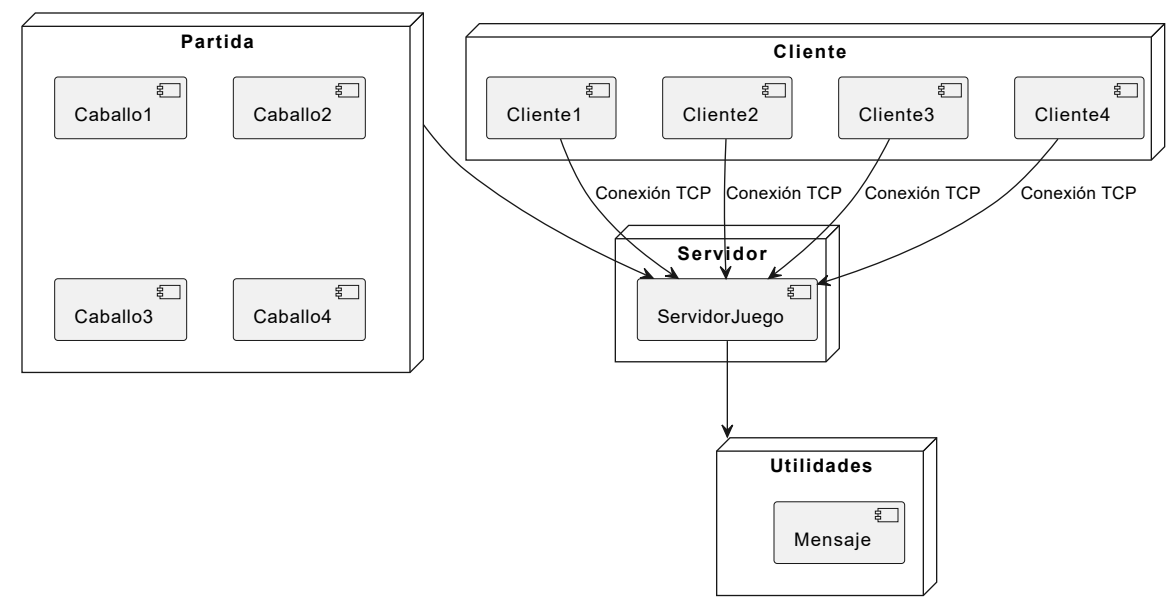 Partida
Caballo1
Caballo2
Caballo3
Caballo4
Cliente
Cliente1
Cliente2
Cliente3
Cliente4
Conexión TCP
Conexión TCP
Conexión TCP
Conexión TCP
Servidor
ServidorJuego
Utilidades
Mensaje